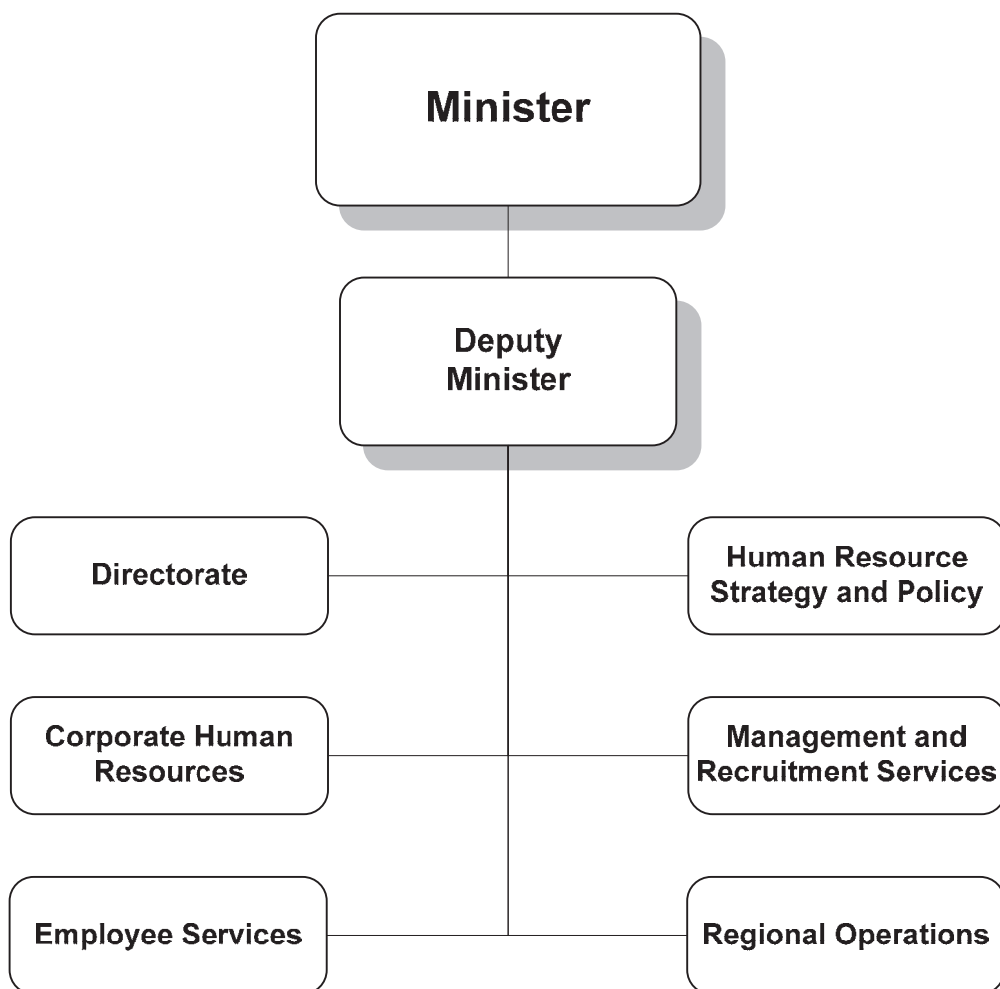 Minister
Deputy
Minister
Directorate
Human Resource
Strategy and Policy
Corporate Human
Resources
Management and
Recruitment Services
Employee Services
Regional Operations